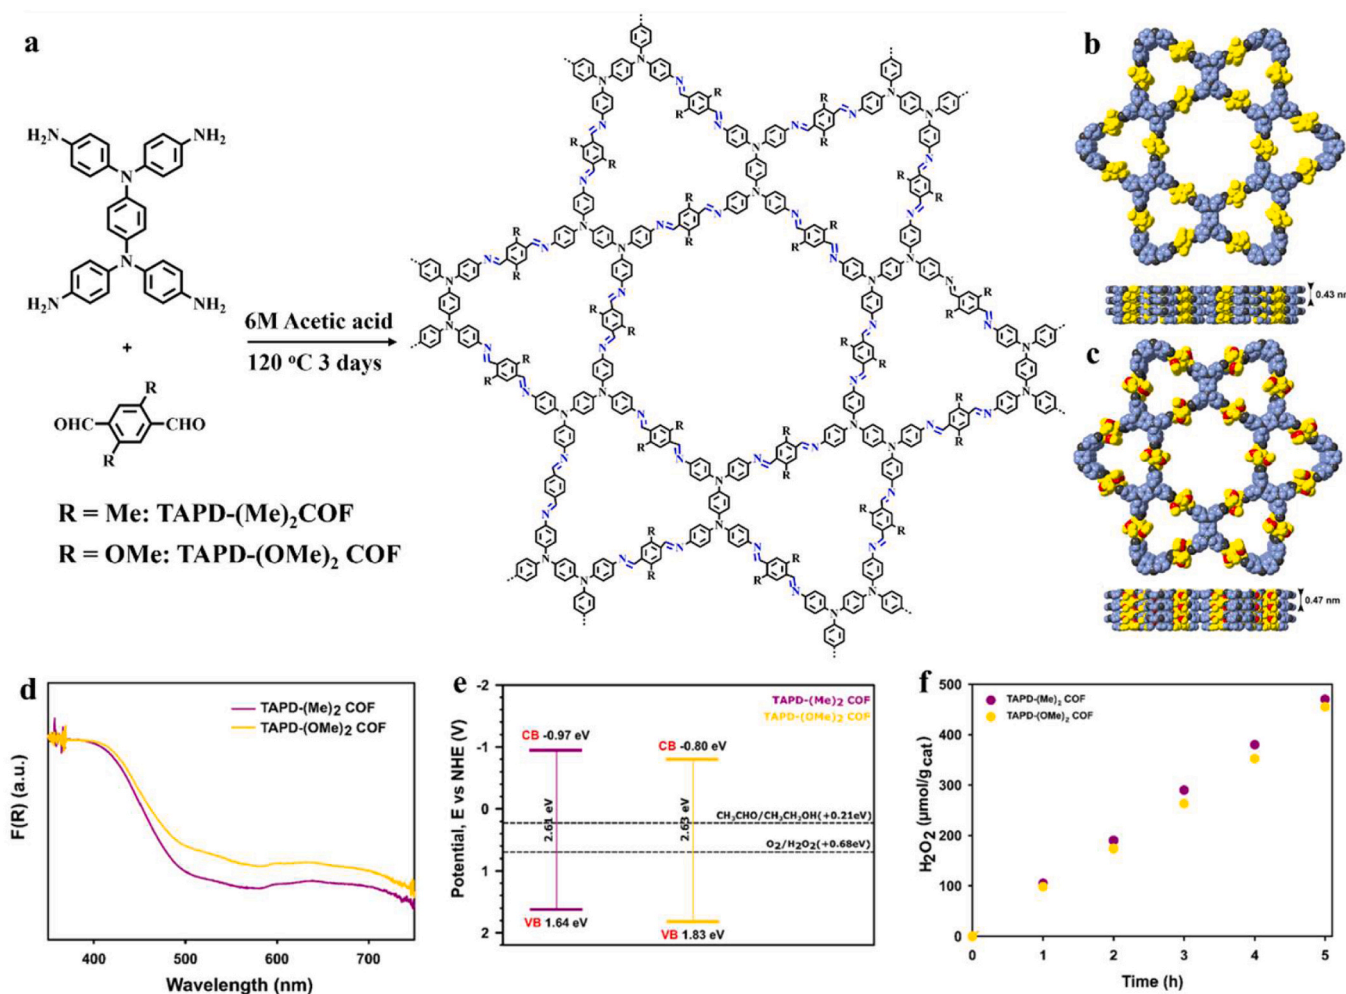 a
H₂N
NH₂
N
N
H₂N
NH₂
+
R
OHC
CHO
R
6M Acetic acid
120 °C 3 days
R = Me: TAPD-(Me)₂COF
R = OMe: TAPD-(OMe)₂ COF
b
0.43 nm
c
0.47 nm
d
TAPD-(Me)₂ COF
TAPD-(OMe)₂ COF
F(R) (a.u.)
400 500 600 700
Wavelength (nm)
e
TAPD-(Me)₂ COF
TAPD-(OMe)₂ COF
Potential, E vs NHE (V)
-2
-1
0
1
2
CB -0.97 eV
CB -0.80 eV
2.61 eV
2.63 eV
CH₃CHO/CH₃CH₂OH(+0.21eV)
O₂/H₂O₂(+0.68eV)
VB 1.64 eV
VB 1.83 eV
f
TAPD-(Me)₂ COF
TAPD-(OMe)₂ COF
H₂O₂ (µmol/g cat)
500
400
300
200
100
0
0 1 2 3 4 5
Time (h)